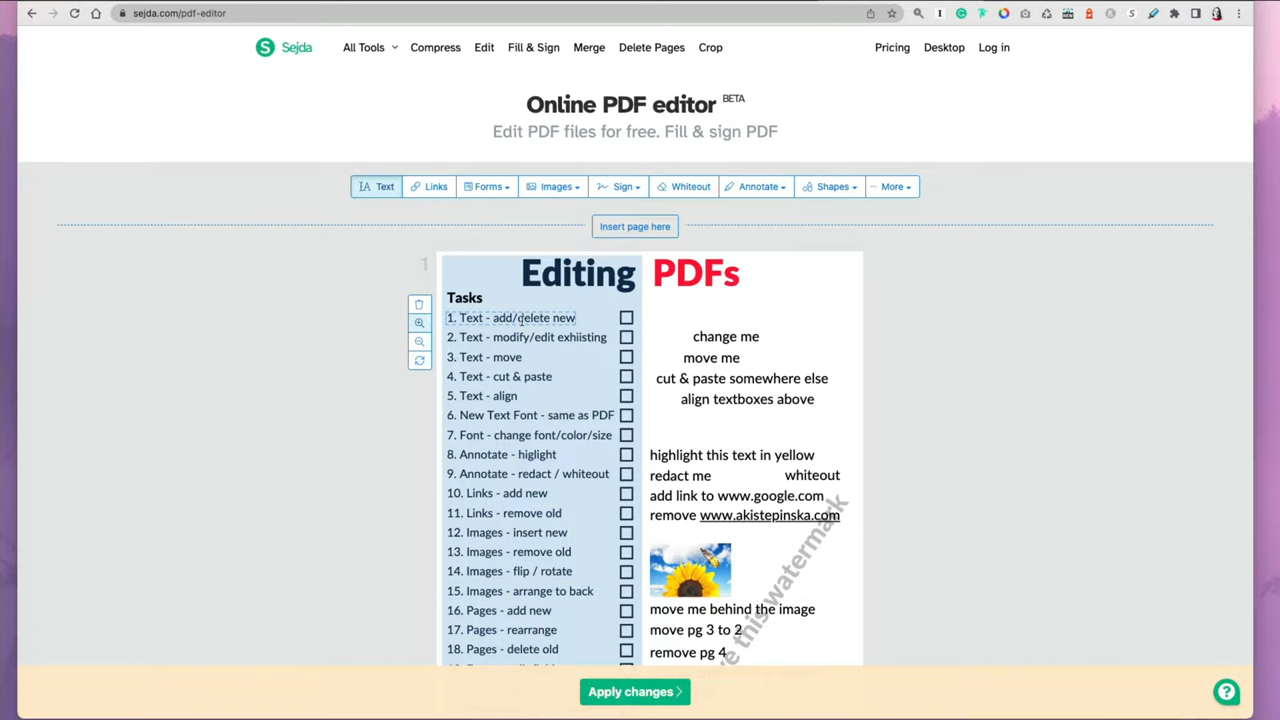 sejda.com/pdf-editor
S Sejda All Tools Compress Edit Fill & Sign Merge Delete Pages Crop Pricing Desktop Log in
Online PDF editor BETA
Edit PDF files for free. Fill & sign PDF
Text Links Forms Images Sign Whiteout Annotate Shapes More
Insert page here
1
Editing PDFs
Tasks
1. Text - add/delete new
2. Text - modify/edit exhiisting
change me
3. Text - move
move me
4. Text - cut & paste
cut & paste somewhere else
5. Text - align
align textboxes above
6. New Text Font - same as PDF
7. Font - change font/color/size
8. Annotate - higlight
highlight this text in yellow
9. Annotate - redact / whiteout
redact me whiteout
10. Links - add new
add link to www.google.com
11. Links - remove old
remove www.akistepinska.com
12. Images - insert new
13. Images - remove old
14. Images - flip / rotate
15. Images - arrange to back
16. Pages - add new
move me behind the image
17. Pages - rearrange
move pg 3 to 2
18. Pages - delete old
remove pg 4
this watermark
Apply changes